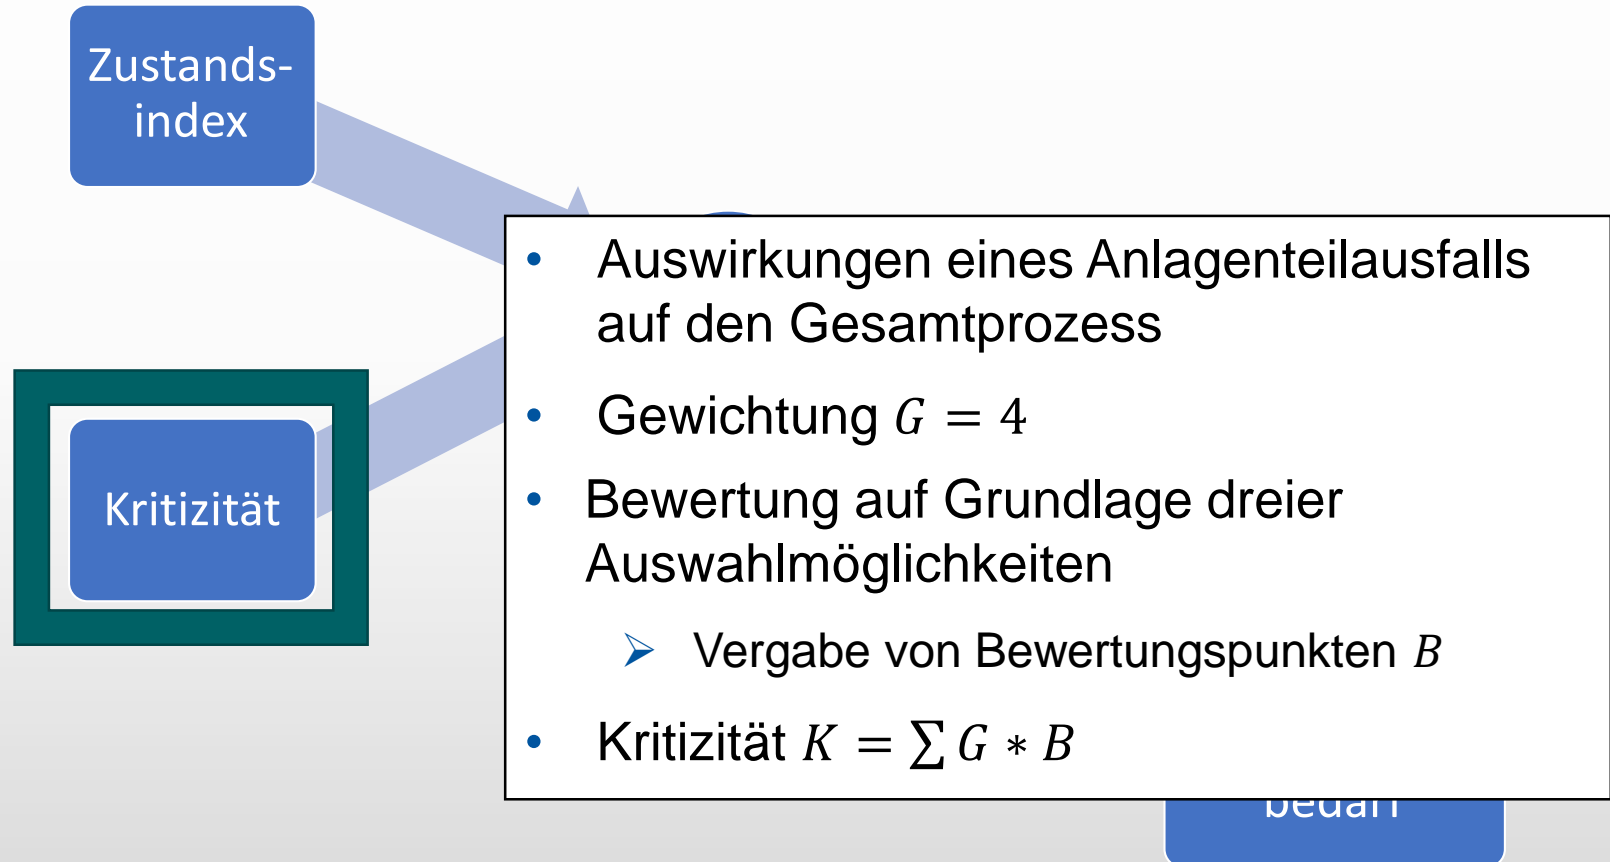 Zustands-
index
Auswirkungen eines Anlagenteilausfalls
auf den Gesamtprozess
Gewichtung G = 4
Kritizität
Bewertung auf Grundlage dreier
Auswahlmöglichkeiten
Vergabe von Bewertungspunkten B
Kritizität K = ∑ G ∗ B
bedarf